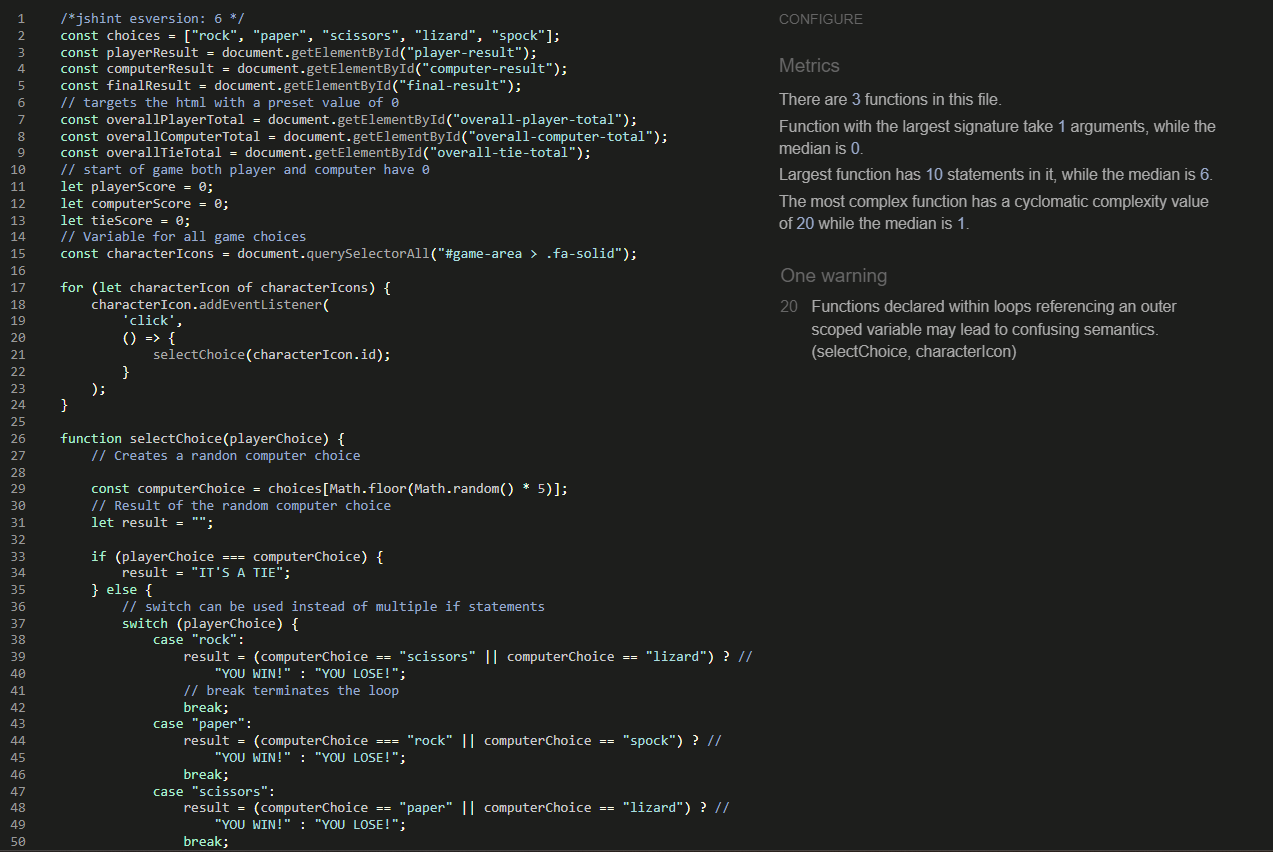 1 /*jshint esversion: 6 */
2 const choices = ["rock", "paper", "scissors", "lizard", "spock"];
3 const playerResult = document.getElementById("player-result");
4 const computerResult = document.getElementById("computer-result");
5 const finalResult = document.getElementById("final-result");
6 // targets the html with a preset value of 0
7 const overallPlayerTotal = document.getElementById("overall-player-total");
8 const overallComputerTotal = document.getElementById("overall-computer-total");
9 const overallTieTotal = document.getElementById("overall-tie-total");
10 // start of game both player and computer have 0
11 let playerScore = 0;
12 let computerScore = 0;
13 let tieScore = 0;
14 // Variable for all game choices
15 const characterIcons = document.querySelectorAll("#game-area > .fa-solid");
16
17 for (let characterIcon of characterIcons) {
18     characterIcon.addEventListener(
19         'click',
20         () => {
21             selectChoice(characterIcon.id);
22         }
23     );
24 }
25
26 function selectChoice(playerChoice) {
27     // Creates a randon computer choice
28
29     const computerChoice = choices[Math.floor(Math.random() * 5)];
30     // Result of the random computer choice
31     let result = "";
32
33     if (playerChoice === computerChoice) {
34         result = "IT'S A TIE";
35     } else {
36         // switch can be used instead of multiple if statements
37         switch (playerChoice) {
38             case "rock":
39                 result = (computerChoice == "scissors" || computerChoice == "lizard") ? //
40                     "YOU WIN!" : "YOU LOSE!";
41                 // break terminates the loop
42                 break;
43             case "paper":
44                 result = (computerChoice === "rock" || computerChoice == "spock") ? //
45                     "YOU WIN!" : "YOU LOSE!";
46                 break;
47             case "scissors":
48                 result = (computerChoice == "paper" || computerChoice == "lizard") ? //
49                     "YOU WIN!" : "YOU LOSE!";
50                 break;
CONFIGURE
Metrics
There are 3 functions in this file.
Function with the largest signature take 1 arguments, while the
median is 0.
Largest function has 10 statements in it, while the median is 6.
The most complex function has a cyclomatic complexity value
of 20 while the median is 1.
One warning
20 Functions declared within loops referencing an outer
scoped variable may lead to confusing semantics.
(selectChoice, characterIcon)